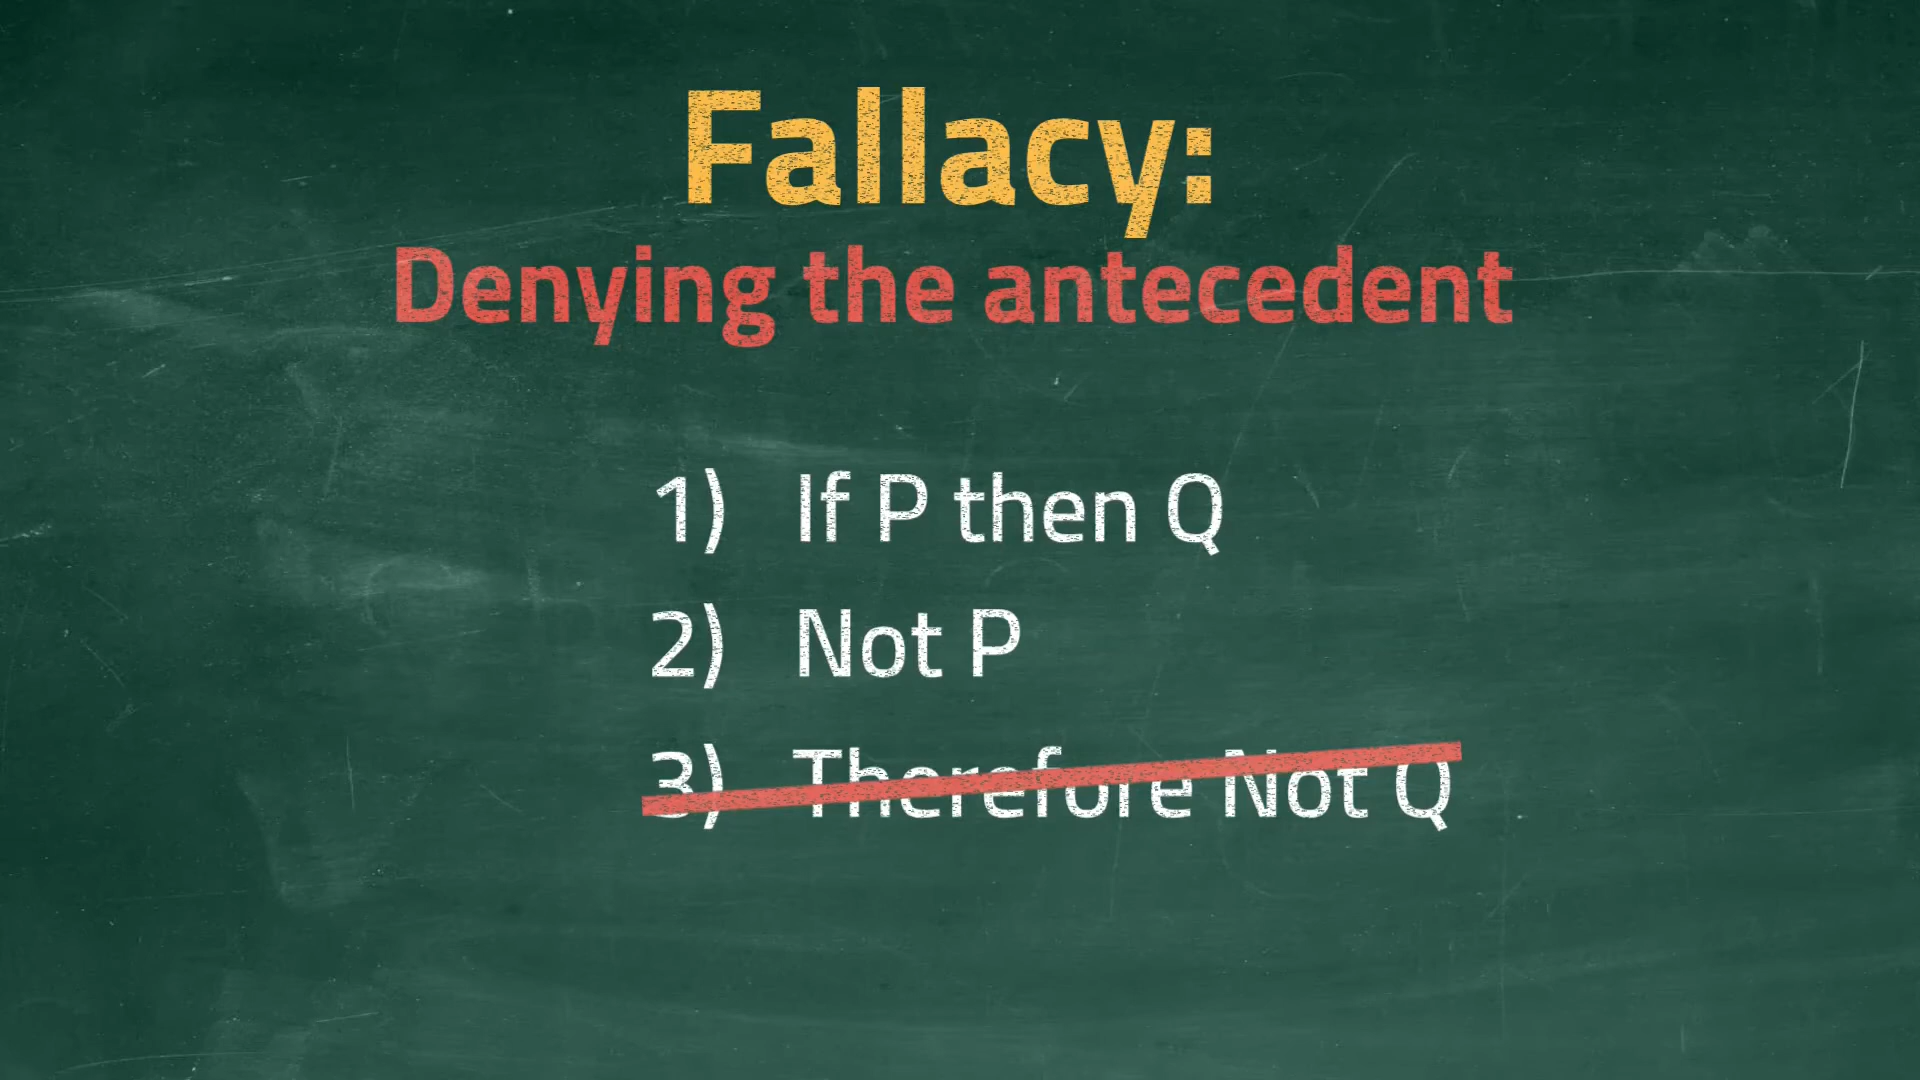 Fallacy:
Denying the antecedent
1) If P then Q
2) Not P
3) Therefore Not Q